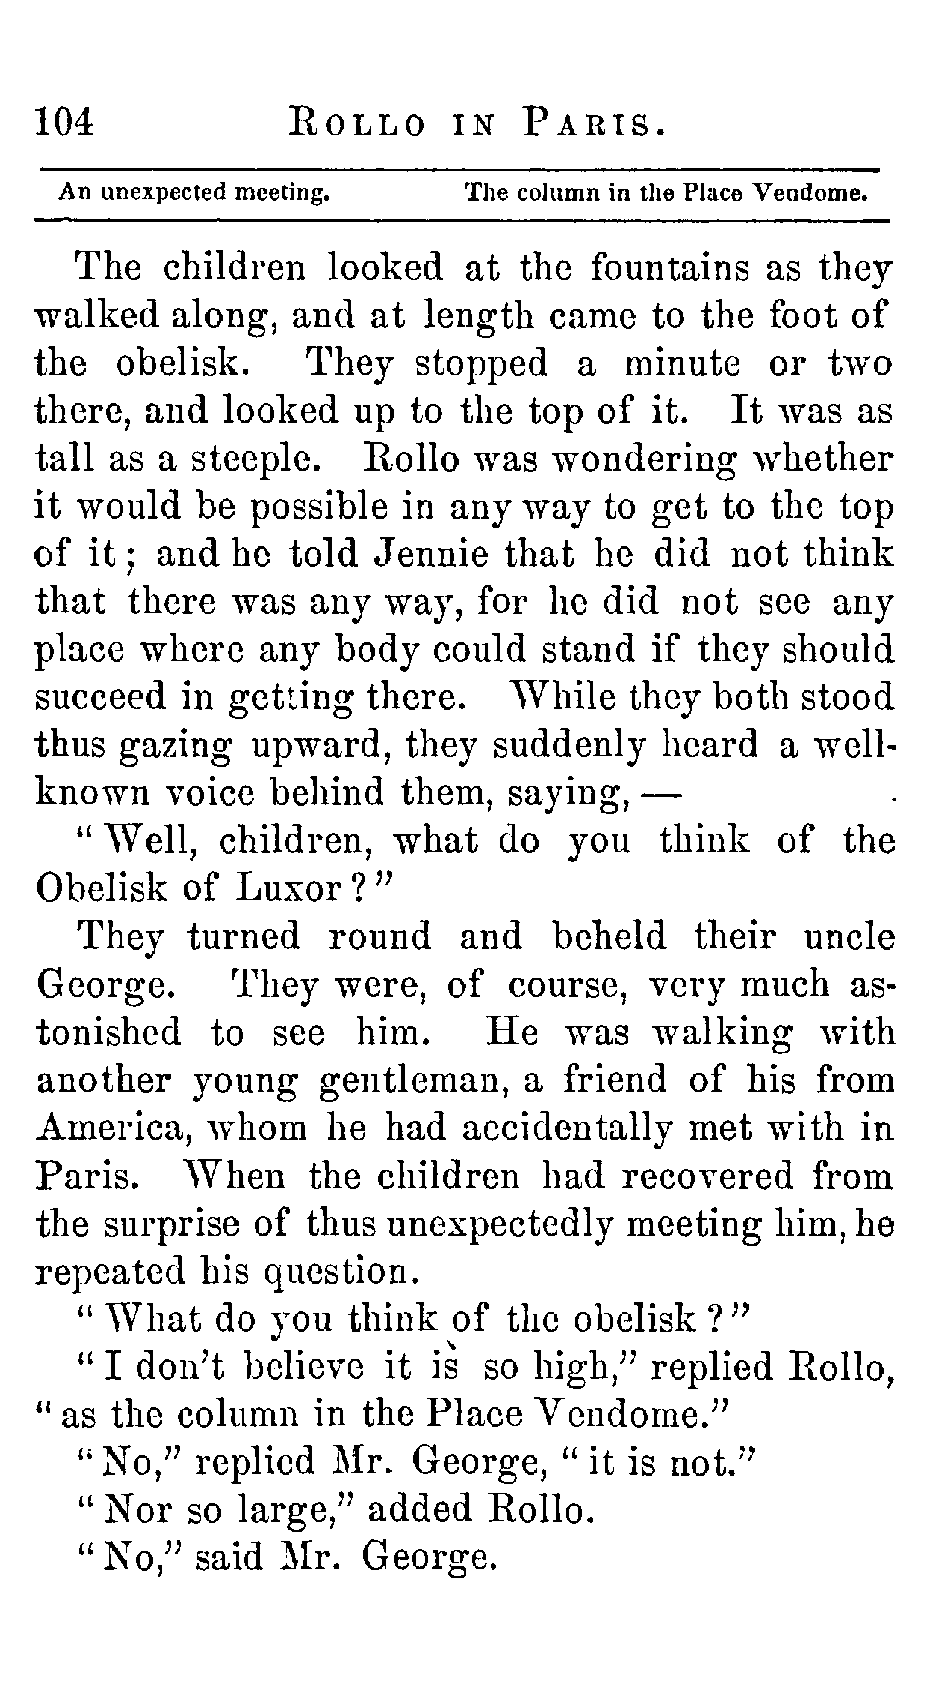 104 ROLLO IN PARIS.
An unexpected meeting. The column in the Place Vendome.
The children looked at the fountains as they
walked along, and at length came to the foot of
the obelisk. They stopped a minute or two
there, and looked up to the top of it. It was as
tall as a steeple. Rollo was wondering whether
it would be possible in any way to get to the top
of it; and he told Jennie that he did not think
that there was any way, for he did not see any
place where any body could stand if they should
succeed in getting there. While they both stood
thus gazing upward, they suddenly heard a well-
known voice behind them, saying, —
“Well, children, what do you think of the
Obelisk of Luxor?”
They turned round and beheld their uncle
George. They were, of course, very much as-
tonished to see him. He was walking with
another young gentleman, a friend of his from
America, whom he had accidentally met with in
Paris. When the children had recovered from
the surprise of thus unexpectedly meeting him, he
repeated his question.
“What do you think of the obelisk?”
“I don’t believe it is so high,” replied Rollo,
“as the column in the Place Vendome.”
“No,” replied Mr. George, “it is not.”
“Nor so large,” added Rollo.
“No,” said Mr. George.